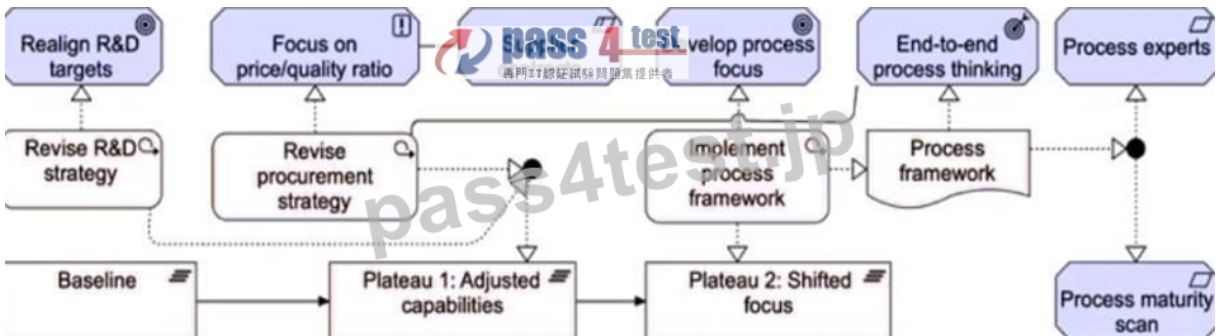 Realign R&D
targets
Focus on
price/quality ratio
pass 4 test
専門IT認証試験問題集提供者
process
focus
End-to-end
process thinking
Process experts
Revise R&D
strategy
Revise
procurement
strategy
Implement
process
framework
Process
framework
pass4test.jp
Baseline
Plateau 1: Adjusted
capabilities
Plateau 2: Shifted
focus
Process maturity
scan